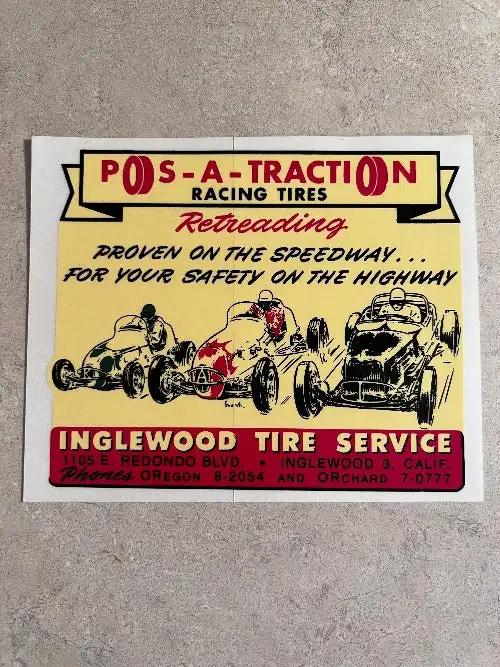 POS-A-TRACTION
RACING TIRES
Retreading
PROVEN ON THE SPEEDWAY...
FOR YOUR SAFETY ON THE HIGHWAY
INGLEWOOD TIRE SERVICE
1105 E. REDONDO BLVD. • INGLEWOOD 3, CALIF.
Phones OREGON 8-2054 AND ORCHARD 7-0777